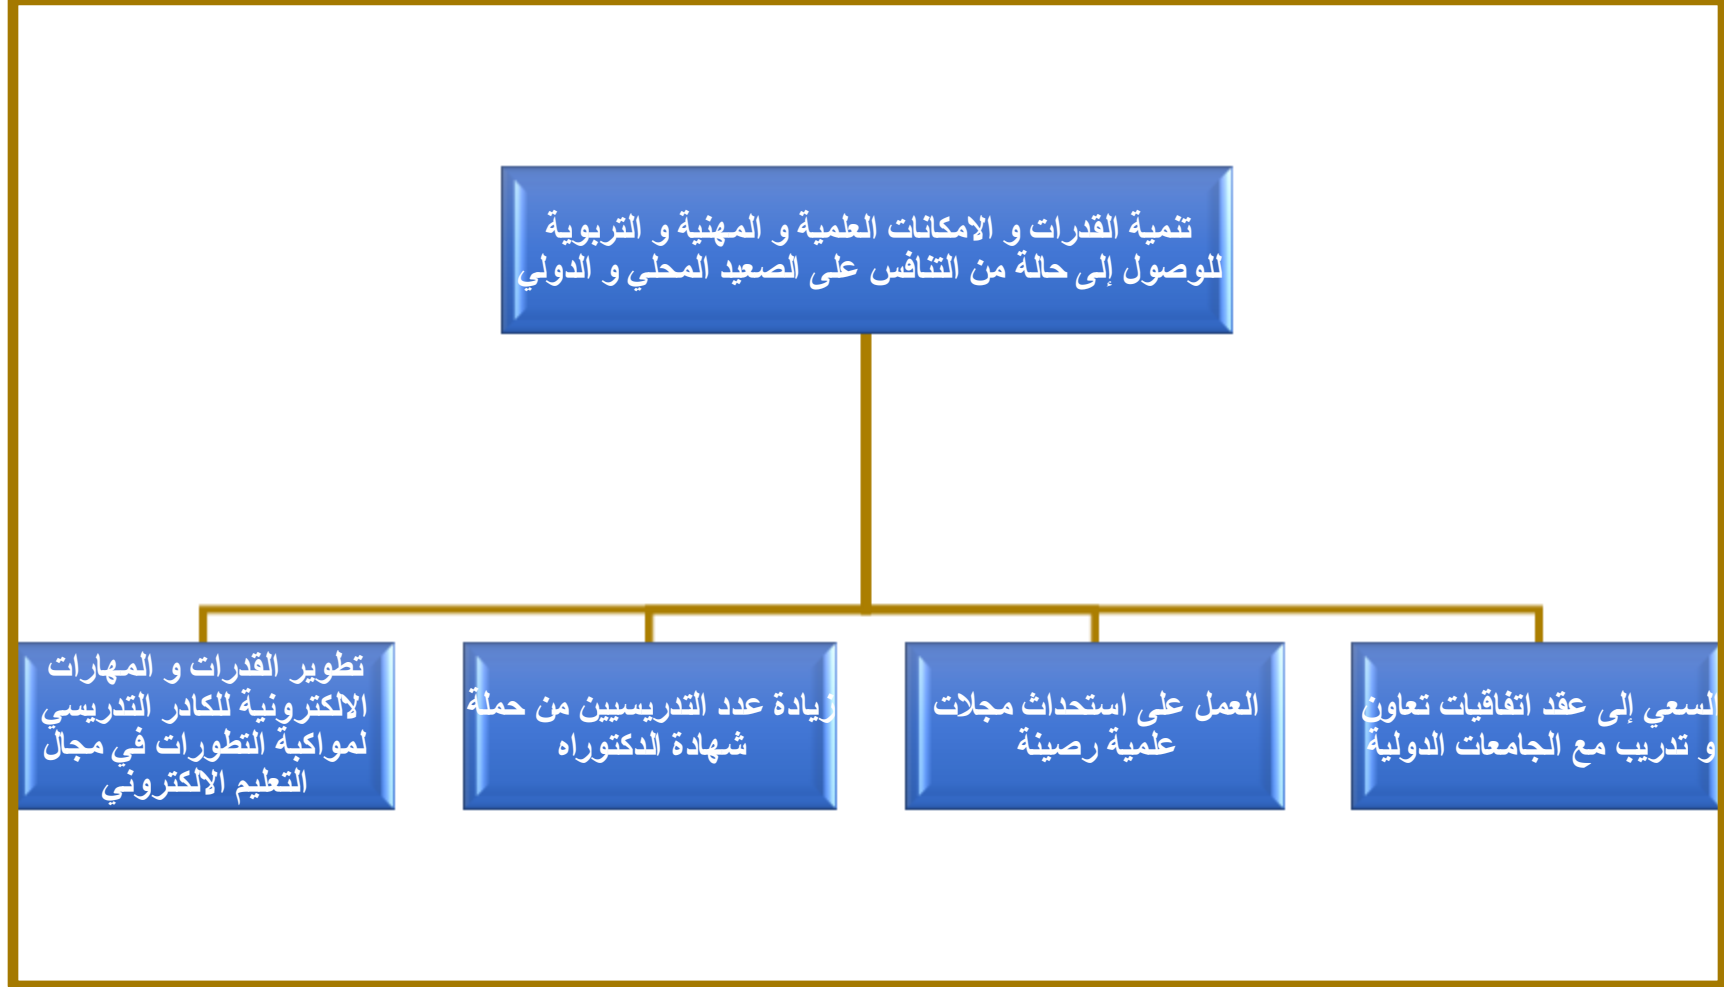 تنمية القدرات و الامكانات العلمية و المهنية و التربوية
للوصول إلى حالة من التنافس على الصعيد المحلي و الدولي
السعي إلى عقد اتفاقيات تعاون
و تدريب مع الجامعات الدولية
العمل على استحداث مجلات
علمية رصينة
زيادة عدد التدريسيين من حملة
شهادة الدكتوراه
تطوير القدرات و المهارات
الالكترونية للكادر التدريسي
لمواكبة التطورات في مجال
التعليم الالكتروني